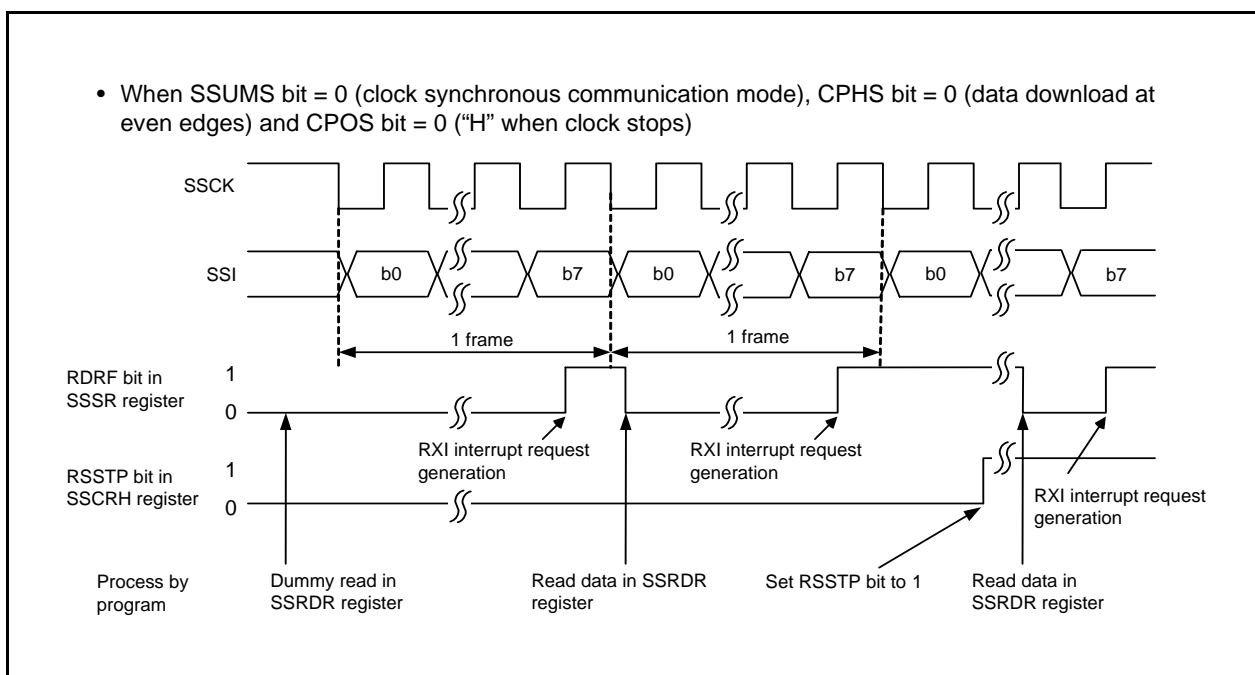 • When SSUMS bit = 0 (clock synchronous communication mode), CPHS bit = 0 (data download at
even edges) and CPOS bit = 0 (“H” when clock stops)
SSCK
SSI
b0
b7
b0
b7
b0
b7
1 frame
1 frame
RDRF bit in
SSSR register
1
0
RXI interrupt request
generation
RXI interrupt request
generation
RXI interrupt request
generation
RSSTP bit in
SSCRH register
1
0
Process by
program
Dummy read in
SSRDR register
Read data in SSRDR
register
Set RSSTP bit to 1
Read data in
SSRDR register